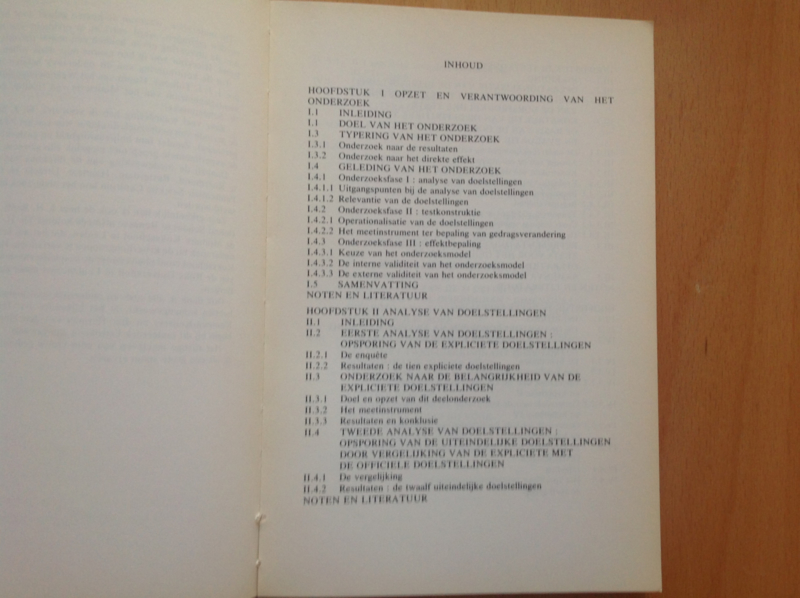 INHOUD
HOOFDSTUK I OPZET EN VERANTWOORDING VAN HET
ONDERZOEK
I.1 INLEIDING
I.1 DOEL VAN HET ONDERZOEK
I.3 TYPERING VAN HET ONDERZOEK
I.3.1 Onderzoek naar de resultaten
I.3.2 Onderzoek naar het direkte effekt
I.4 GELEDING VAN HET ONDERZOEK
I.4.1 Onderzoeksfase I : analyse van doelstellingen
I.4.1.1 Uitgangspunten bij de analyse van doelstellingen
I.4.1.2 Relevantie van de doelstellingen
I.4.2 Onderzoeksfase II : testkonstruktie
I.4.2.1 Operationalisatie van de doelstellingen
I.4.2.2 Het meetinstrument ter bepaling van gedragsverandering
I.4.3 Onderzoeksfase III : effektbepaling
I.4.3.1 Keuze van het onderzoeksmodel
I.4.3.2 De interne validiteit van het onderzoeksmodel
I.4.3.3 De externe validiteit van het onderzoeksmodel
I.5 SAMENVATTING
NOTEN EN LITERATUUR
HOOFDSTUK II ANALYSE VAN DOELSTELLINGEN
II.1 INLEIDING
II.2 EERSTE ANALYSE VAN DOELSTELLINGEN :
OPSPORING VAN DE EXPLICIETE DOELSTELLINGEN
II.2.1 De enquête
II.2.2 Resultaten : de tien expliciete doelstellingen
II.3 ONDERZOEK NAAR DE BELANGRIJKHEID VAN DE
EXPLICIETE DOELSTELLINGEN
II.3.1 Doel en opzet van dit deelonderzoek
II.3.2 Het meetinstrument
II.3.3 Resultaten en konklusie
II.4 TWEEDE ANALYSE VAN DOELSTELLINGEN :
OPSPORING VAN DE UITEINDELIJKE DOELSTELLINGEN
DOOR VERGELIJKING VAN DE EXPLICIETE MET
DE OFFICIELE DOELSTELLINGEN
II.4.1 De vergelijking
II.4.2 Resultaten : de twaalf uiteindelijke doelstellingen
NOTEN EN LITERATUUR